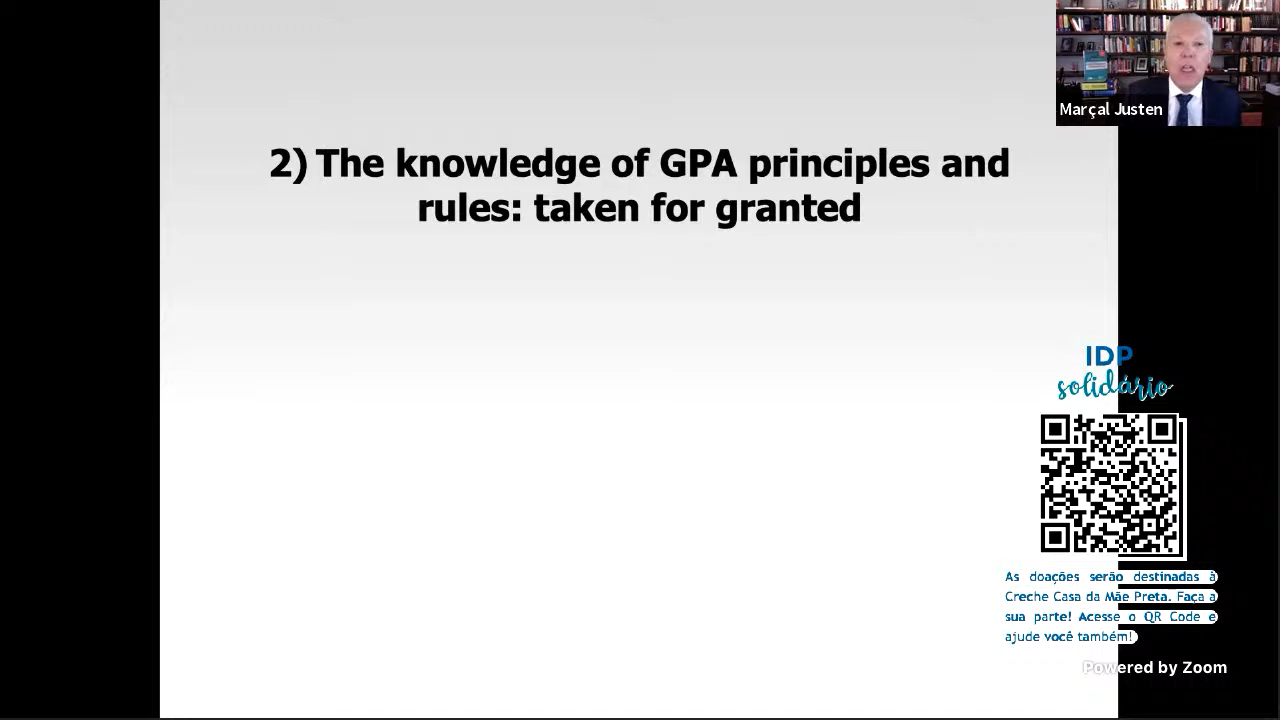 Marçal Justen
2) The knowledge of GPA principles and
rules: taken for granted
IDP
solidário
As doações serão destinadas à
Creche Casa da Mãe Preta. Faça a
sua parte! Acesse o QR Code e
ajude você também!
Powered by Zoom